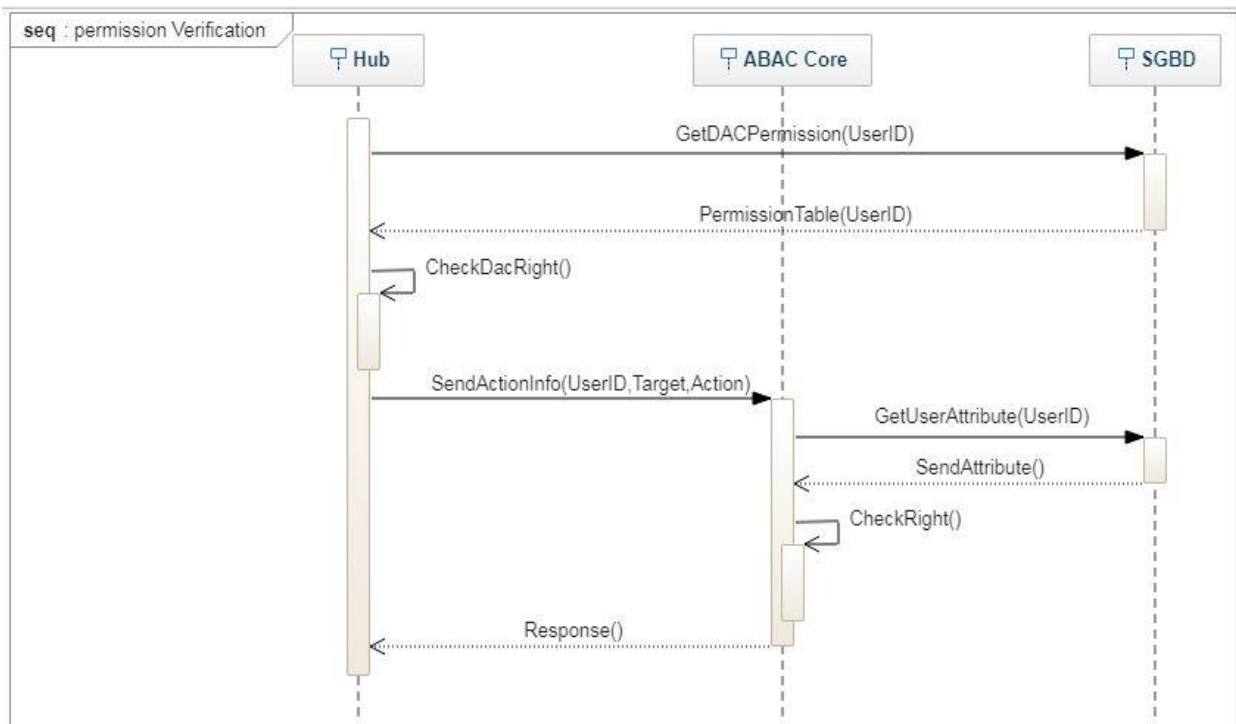 seq : permission Verification
Hub
ABAC Core
SGBD
GetDACPermission(UserID)
PermissionTable(UserID)
CheckDacRight()
SendActionInfo(UserID,Target,Action)
GetUserAttribute(UserID)
SendAttribute()
CheckRight()
Response()